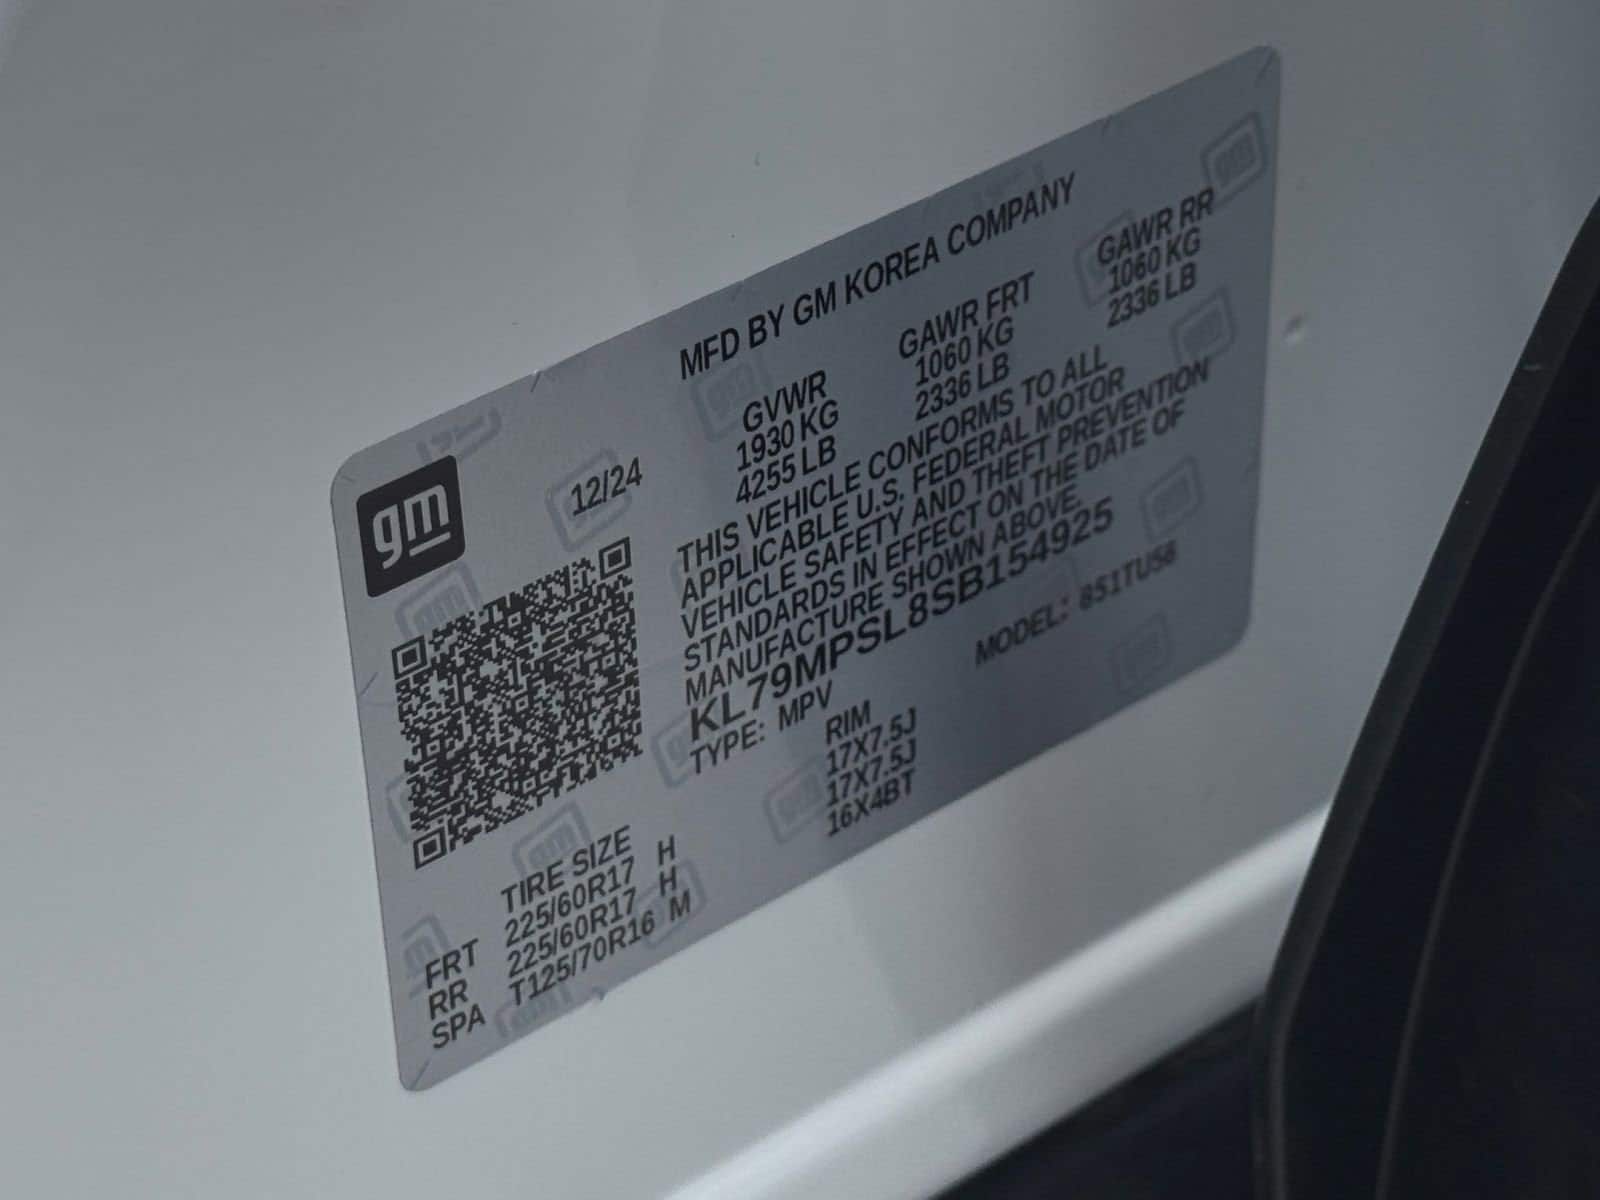 gm
12/24
MFD BY GM KOREA COMPANY
GVWR GAWR FRT GAWR RR
1930 KG 1060 KG 1060 KG
4255 LB 2336 LB 2336 LB
THIS VEHICLE CONFORMS TO ALL
APPLICABLE U.S. FEDERAL MOTOR
VEHICLE SAFETY AND THEFT PREVENTION
STANDARDS IN EFFECT ON THE DATE OF
MANUFACTURE SHOWN ABOVE.
KL79MPSL8SB154925
TYPE: MPV MODEL: 851TU56
TIRE SIZE RIM
FRT 225/60R17 H 17X7.5J
RR 225/60R17 H 17X7.5J
SPA T125/70R16 M 16X4BT